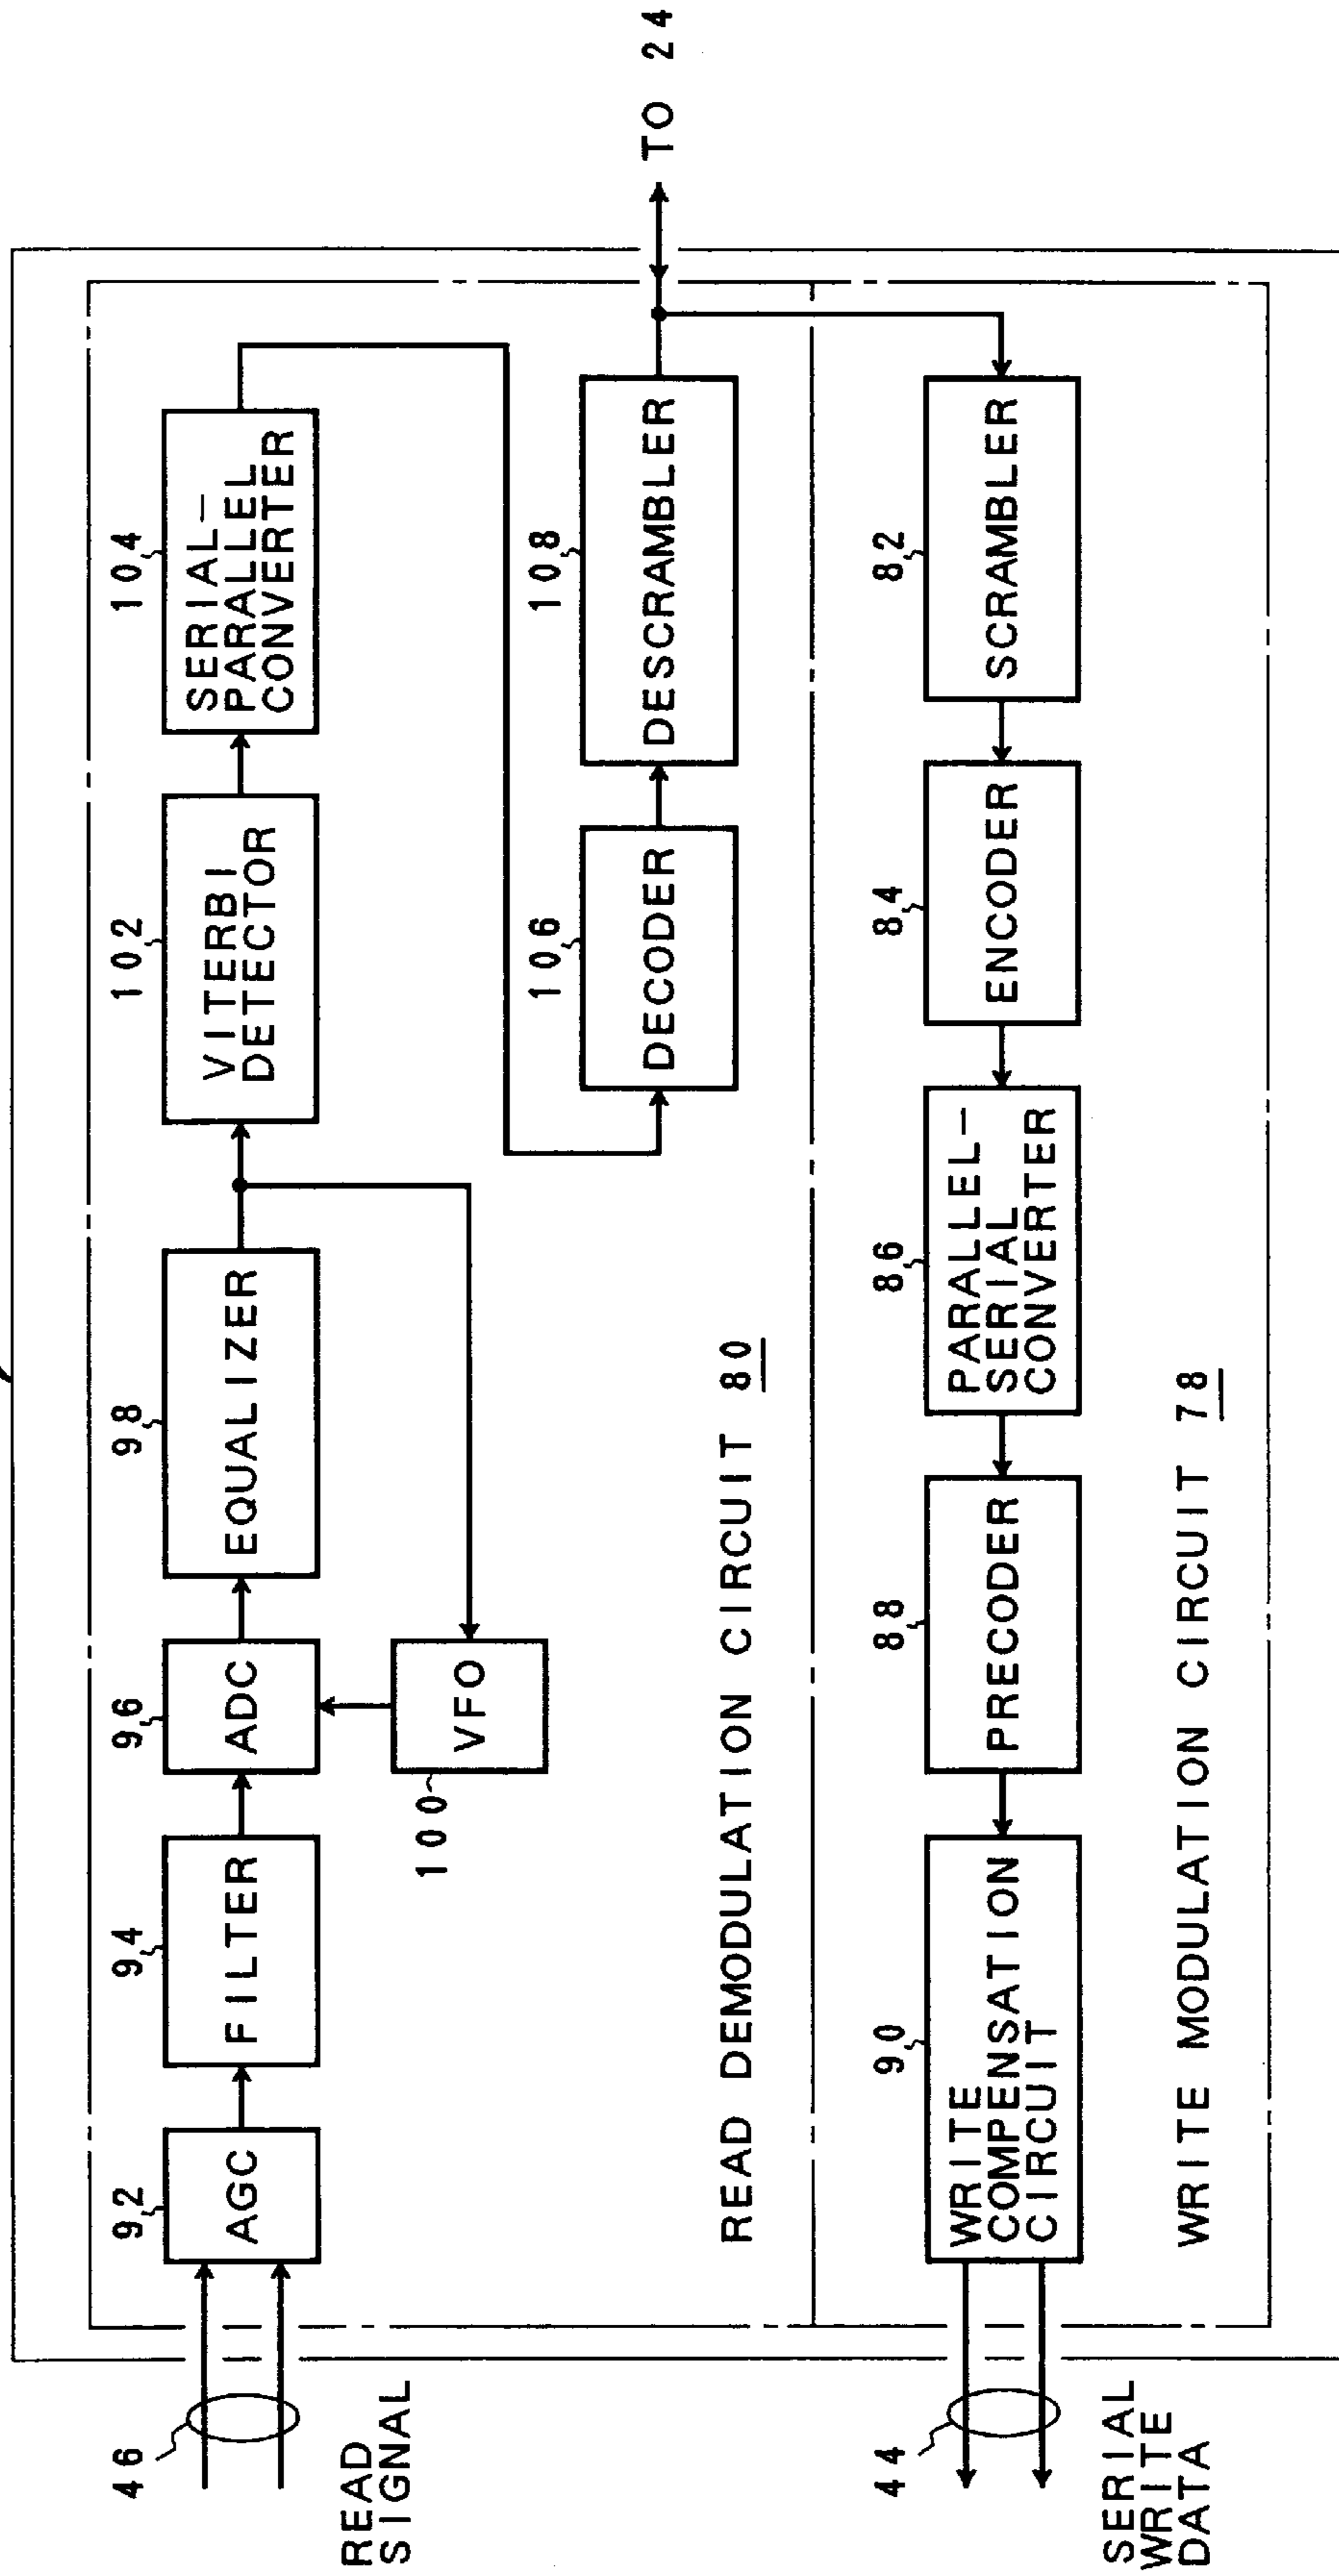 46
READ
SIGNAL
92
AGC
94
FILTER
96
ADC
98
EQUALIZER
100
VFO
102
VITERBI
DETECTOR
104
SERIAL-
PARALLEL
CONVERTER
106
DECODER
108
DESCRAMBLER
TO 24
READ DEMODULATION CIRCUIT 80
44
SERIAL
WRITE
DATA
90
WRITE
COMPENSATION
CIRCUIT
88
PRECODER
86
PARALLEL-
SERIAL
CONVERTER
84
ENCODER
82
SCRAMBLER
WRITE MODULATION CIRCUIT 78